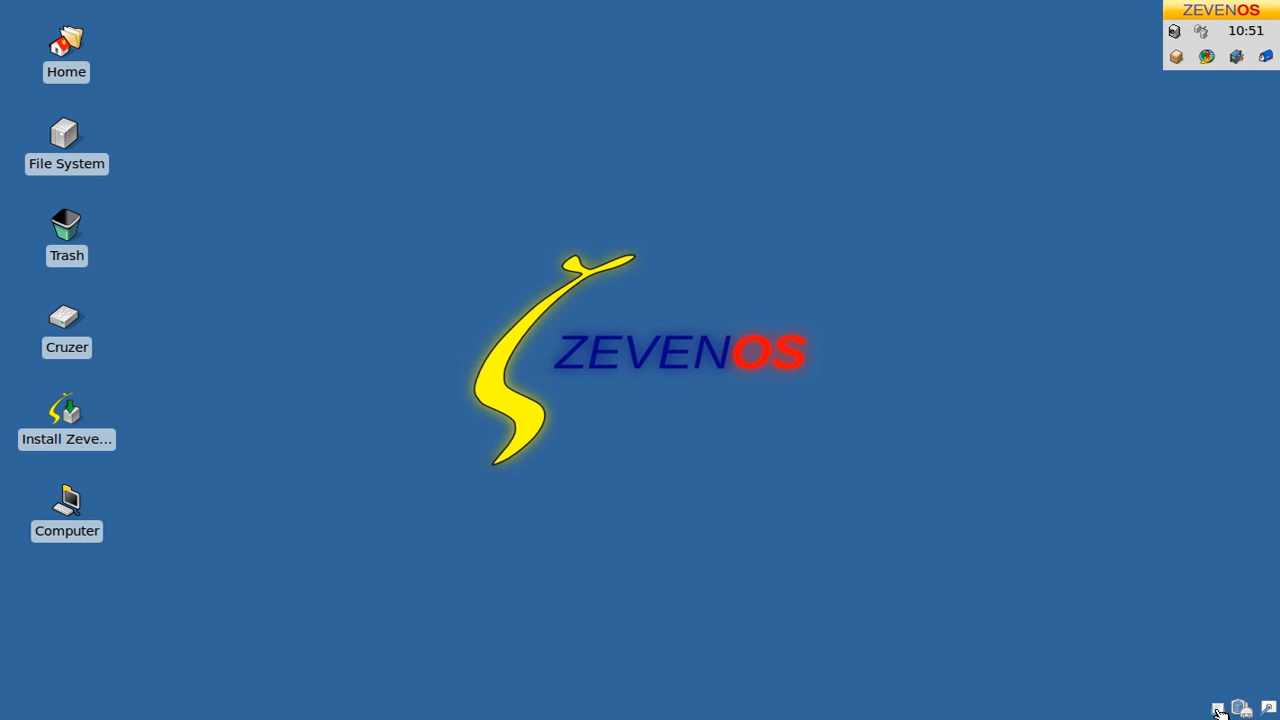 Home
File System
Trash
Cruzer
Install Zeve...
Computer
ZEVENOS
ZEVENOS
10:51